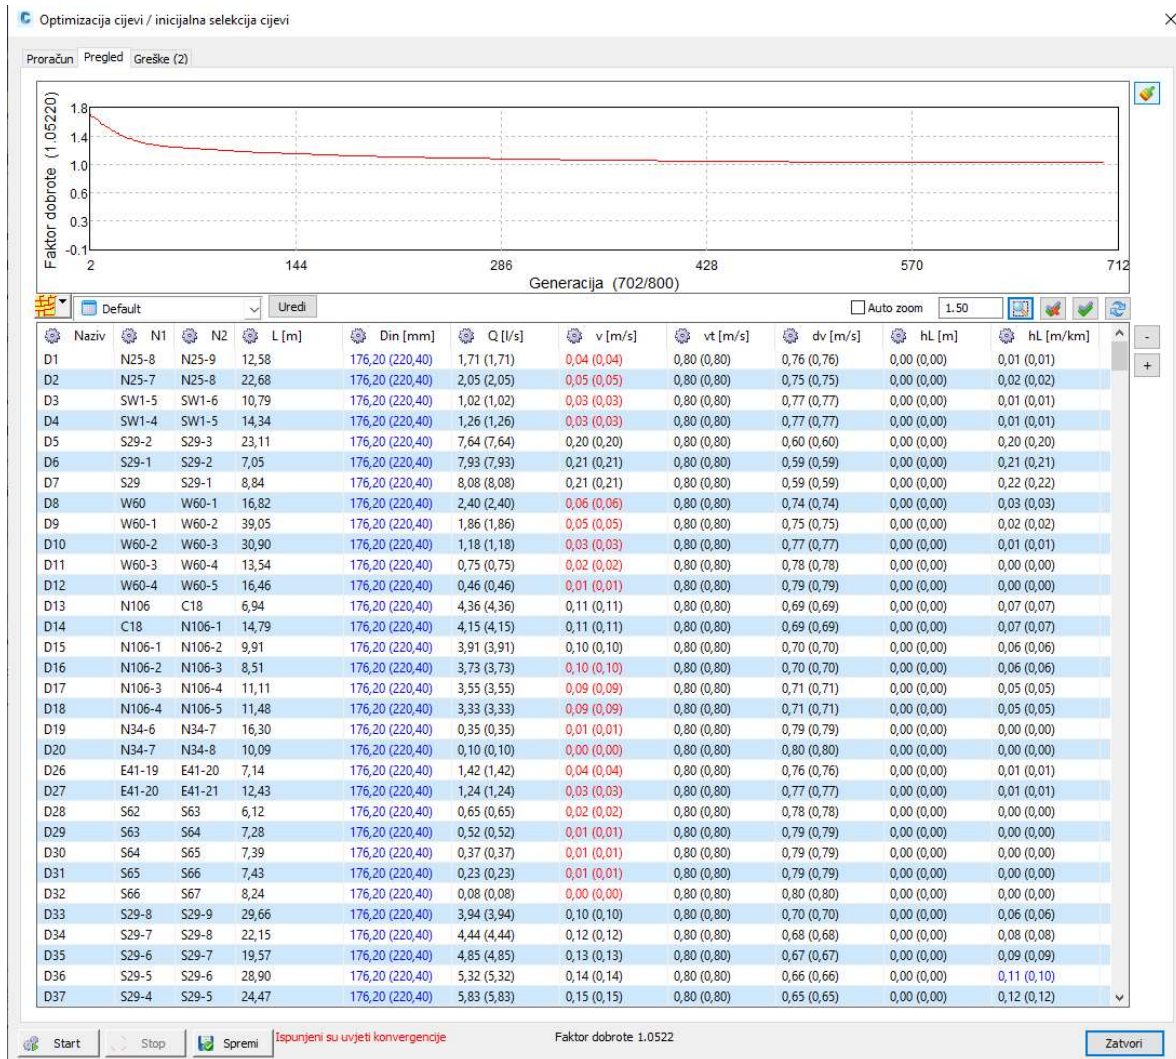 Optimizacija cijevi / inicijalna selekcija cijevi
Proračun Pregled Greške (2)
Faktor dobrote (1.05220)
1.8
1.4
1.0
0.6
0.3
-0.1
2 144 286 428 570 712
Generacija (702/800)
Default Uredi Auto zoom 1.50
Naziv N1 N2 L [m] Din [mm] Q [l/s] v [m/s] vt [m/s] dv [m/s] hL [m] hL [m/km]
D1 N25-8 N25-9 12,58 176,20 (220,40) 1,71 (1,71) 0,04 (0,04) 0,80 (0,80) 0,76 (0,76) 0,00 (0,00) 0,01 (0,01)
D2 N25-7 N25-8 22,68 176,20 (220,40) 2,05 (2,05) 0,05 (0,05) 0,80 (0,80) 0,75 (0,75) 0,00 (0,00) 0,02 (0,02)
D3 SW1-5 SW1-6 10,79 176,20 (220,40) 1,02 (1,02) 0,03 (0,03) 0,80 (0,80) 0,77 (0,77) 0,00 (0,00) 0,01 (0,01)
D4 SW1-4 SW1-5 14,34 176,20 (220,40) 1,26 (1,26) 0,03 (0,03) 0,80 (0,80) 0,77 (0,77) 0,00 (0,00) 0,01 (0,01)
D5 S29-2 S29-3 23,11 176,20 (220,40) 7,64 (7,64) 0,20 (0,20) 0,80 (0,80) 0,60 (0,60) 0,00 (0,00) 0,20 (0,20)
D6 S29-1 S29-2 7,05 176,20 (220,40) 7,93 (7,93) 0,21 (0,21) 0,80 (0,80) 0,59 (0,59) 0,00 (0,00) 0,21 (0,21)
D7 S29 S29-1 8,84 176,20 (220,40) 8,08 (8,08) 0,21 (0,21) 0,80 (0,80) 0,59 (0,59) 0,00 (0,00) 0,22 (0,22)
D8 W60 W60-1 16,82 176,20 (220,40) 2,40 (2,40) 0,06 (0,06) 0,80 (0,80) 0,74 (0,74) 0,00 (0,00) 0,03 (0,03)
D9 W60-1 W60-2 39,05 176,20 (220,40) 1,86 (1,86) 0,05 (0,05) 0,80 (0,80) 0,75 (0,75) 0,00 (0,00) 0,02 (0,02)
D10 W60-2 W60-3 30,90 176,20 (220,40) 1,18 (1,18) 0,03 (0,03) 0,80 (0,80) 0,77 (0,77) 0,00 (0,00) 0,01 (0,01)
D11 W60-3 W60-4 13,54 176,20 (220,40) 0,75 (0,75) 0,02 (0,02) 0,80 (0,80) 0,78 (0,78) 0,00 (0,00) 0,00 (0,00)
D12 W60-4 W60-5 16,46 176,20 (220,40) 0,46 (0,46) 0,01 (0,01) 0,80 (0,80) 0,79 (0,79) 0,00 (0,00) 0,00 (0,00)
D13 N106 C18 6,94 176,20 (220,40) 4,36 (4,36) 0,11 (0,11) 0,80 (0,80) 0,69 (0,69) 0,00 (0,00) 0,07 (0,07)
D14 C18 N106-1 14,79 176,20 (220,40) 4,15 (4,15) 0,11 (0,11) 0,80 (0,80) 0,69 (0,69) 0,00 (0,00) 0,07 (0,07)
D15 N106-1 N106-2 9,91 176,20 (220,40) 3,91 (3,91) 0,10 (0,10) 0,80 (0,80) 0,70 (0,70) 0,00 (0,00) 0,06 (0,06)
D16 N106-2 N106-3 8,51 176,20 (220,40) 3,73 (3,73) 0,10 (0,10) 0,80 (0,80) 0,70 (0,70) 0,00 (0,00) 0,06 (0,06)
D17 N106-3 N106-4 11,11 176,20 (220,40) 3,55 (3,55) 0,09 (0,09) 0,80 (0,80) 0,71 (0,71) 0,00 (0,00) 0,05 (0,05)
D18 N106-4 N106-5 11,48 176,20 (220,40) 3,33 (3,33) 0,09 (0,09) 0,80 (0,80) 0,71 (0,71) 0,00 (0,00) 0,05 (0,05)
D19 N34-6 N34-7 16,30 176,20 (220,40) 0,35 (0,35) 0,01 (0,01) 0,80 (0,80) 0,79 (0,79) 0,00 (0,00) 0,00 (0,00)
D20 N34-7 N34-8 10,09 176,20 (220,40) 0,10 (0,10) 0,00 (0,00) 0,80 (0,80) 0,80 (0,80) 0,00 (0,00) 0,00 (0,00)
D26 E41-19 E41-20 7,14 176,20 (220,40) 1,42 (1,42) 0,04 (0,04) 0,80 (0,80) 0,76 (0,76) 0,00 (0,00) 0,01 (0,01)
D27 E41-20 E41-21 12,43 176,20 (220,40) 1,24 (1,24) 0,03 (0,03) 0,80 (0,80) 0,77 (0,77) 0,00 (0,00) 0,01 (0,01)
D28 S62 S63 6,12 176,20 (220,40) 0,65 (0,65) 0,02 (0,02) 0,80 (0,80) 0,78 (0,78) 0,00 (0,00) 0,00 (0,00)
D29 S63 S64 7,28 176,20 (220,40) 0,52 (0,52) 0,01 (0,01) 0,80 (0,80) 0,79 (0,79) 0,00 (0,00) 0,00 (0,00)
D30 S64 S65 7,39 176,20 (220,40) 0,37 (0,37) 0,01 (0,01) 0,80 (0,80) 0,79 (0,79) 0,00 (0,00) 0,00 (0,00)
D31 S65 S66 7,43 176,20 (220,40) 0,23 (0,23) 0,01 (0,01) 0,80 (0,80) 0,79 (0,79) 0,00 (0,00) 0,00 (0,00)
D32 S66 S67 8,24 176,20 (220,40) 0,08 (0,08) 0,00 (0,00) 0,80 (0,80) 0,80 (0,80) 0,00 (0,00) 0,00 (0,00)
D33 S29-8 S29-9 29,66 176,20 (220,40) 3,94 (3,94) 0,10 (0,10) 0,80 (0,80) 0,70 (0,70) 0,00 (0,00) 0,06 (0,06)
D34 S29-7 S29-8 22,15 176,20 (220,40) 4,44 (4,44) 0,12 (0,12) 0,80 (0,80) 0,68 (0,68) 0,00 (0,00) 0,08 (0,08)
D35 S29-6 S29-7 19,57 176,20 (220,40) 4,85 (4,85) 0,13 (0,13) 0,80 (0,80) 0,67 (0,67) 0,00 (0,00) 0,09 (0,09)
D36 S29-5 S29-6 28,90 176,20 (220,40) 5,32 (5,32) 0,14 (0,14) 0,80 (0,80) 0,66 (0,66) 0,00 (0,00) 0,11 (0,10)
D37 S29-4 S29-5 24,47 176,20 (220,40) 5,83 (5,83) 0,15 (0,15) 0,80 (0,80) 0,65 (0,65) 0,00 (0,00) 0,12 (0,12)
Start Stop Spremi Ispunjeni su uvjeti konvergencije Faktor dobrote 1.0522 Zatvori